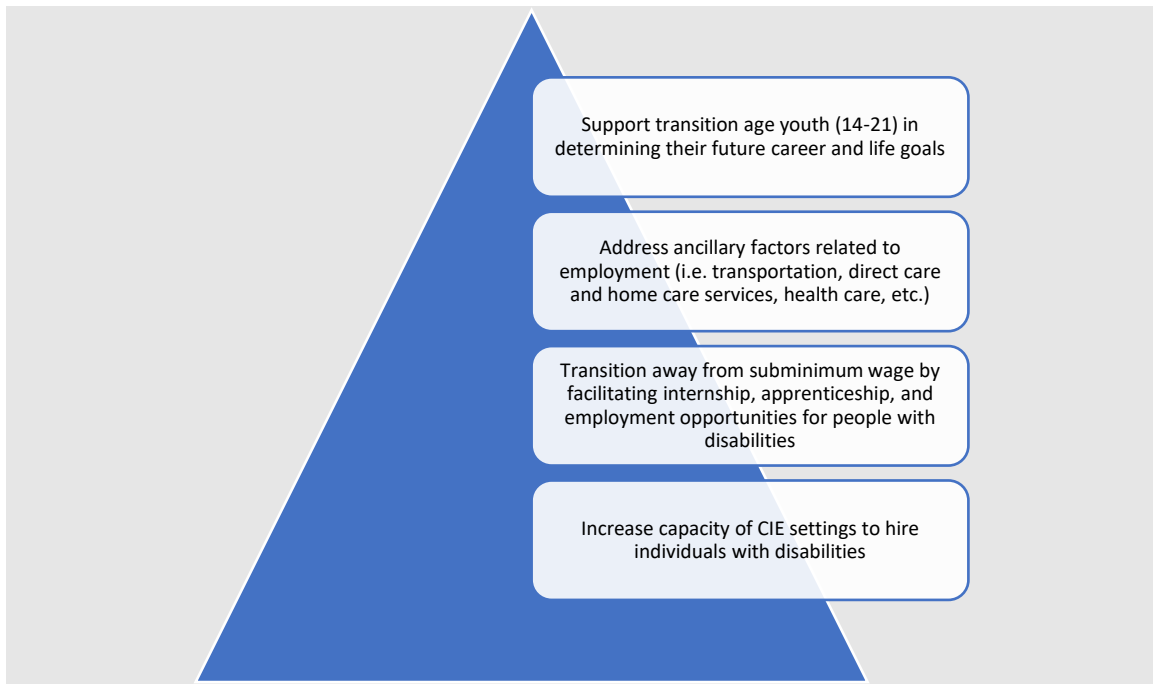 Support transition age youth (14-21) in
determining their future career and life goals
Address ancillary factors related to
employment (i.e. transportation, direct care
and home care services, health care, etc.)
Transition away from subminimum wage by
facilitating internship, apprenticeship, and
employment opportunities for people with
disabilities
Increase capacity of CIE settings to hire
individuals with disabilities